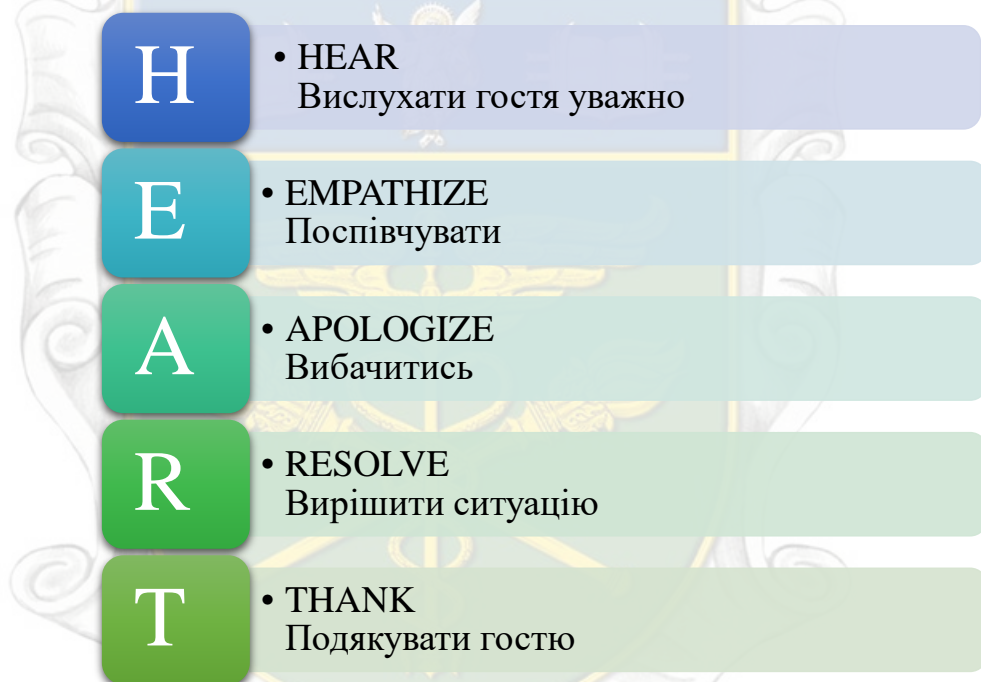 H
• HEAR
Вислухати гостя уважно
E
• EMPATHIZE
Поспівчувати
A
• APOLOGIZE
Вибачитись
R
• RESOLVE
Вирішити ситуацію
T
• THANK
Подякувати гостю